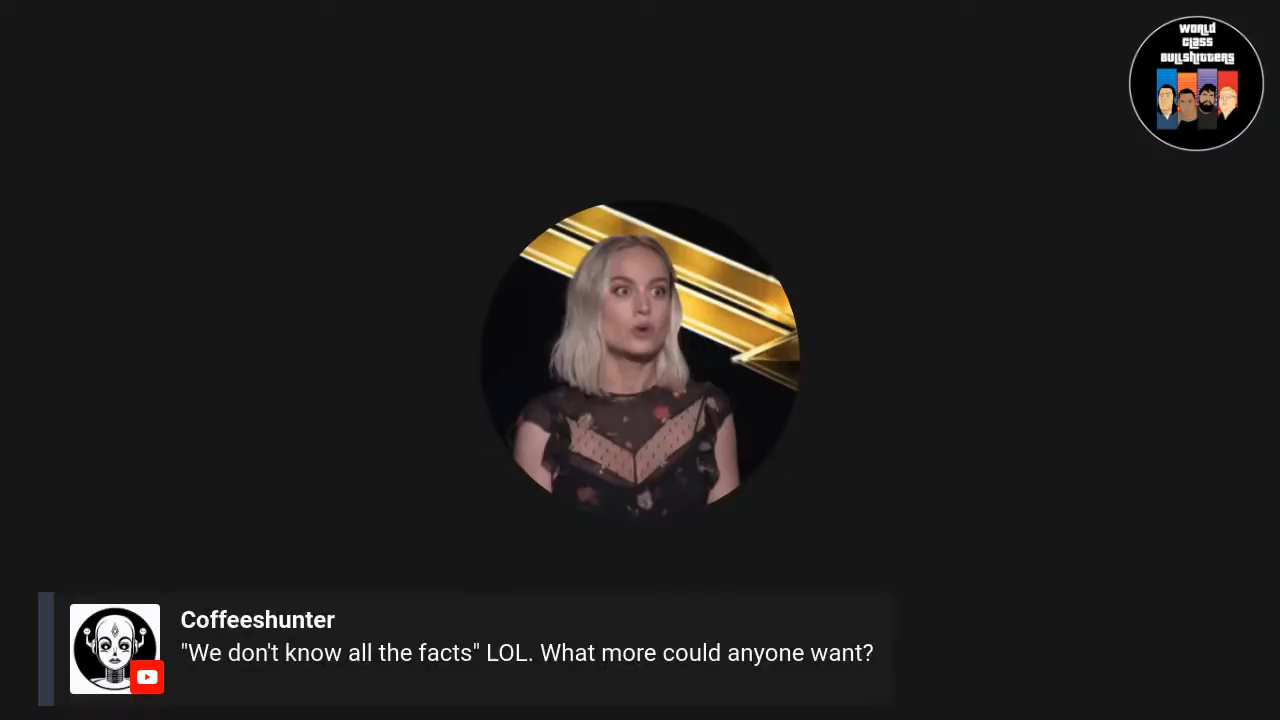 WORLD
CLASS
BULLSHITTERS
Coffeeshunter
"We don't know all the facts" LOL. What more could anyone want?